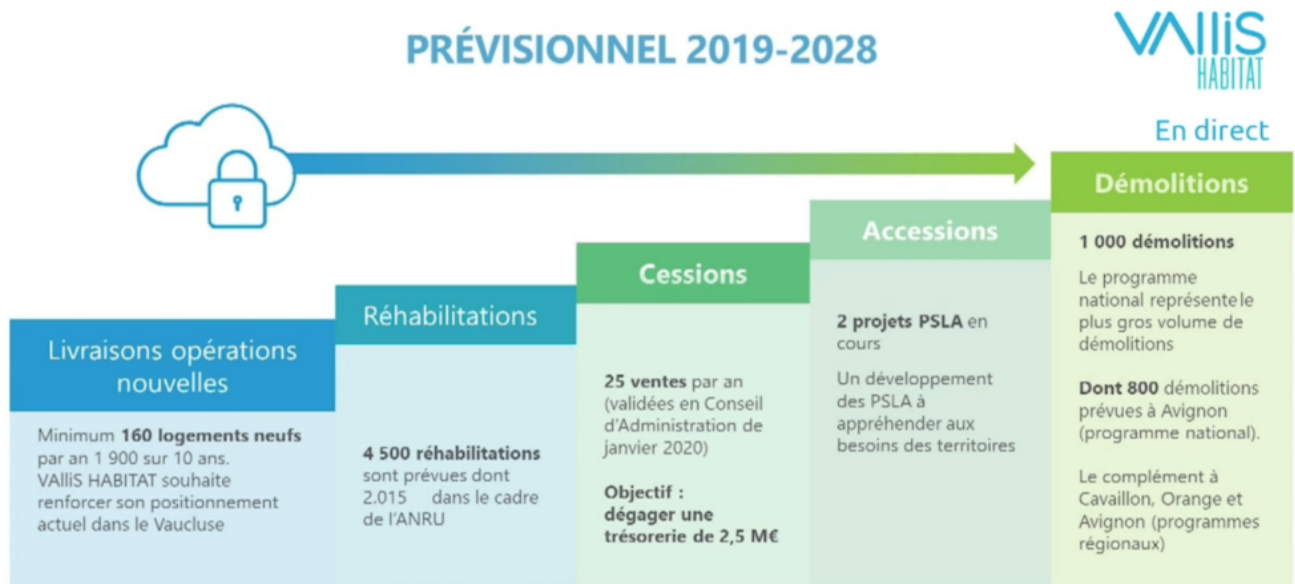 PRÉVISIONNEL 2019-2028
VAlliS
HABITAT
En direct
Livraisons opérations
nouvelles
Minimum 160 logements neufs
par an 1 900 sur 10 ans.
VAlliS HABITAT souhaite
renforcer son positionnement
actuel dans le Vaucluse
Réhabilitations
4 500 réhabilitations
sont prévues dont
2.015 dans le cadre
de l'ANRU
Cessions
25 ventes par an
(validées en Conseil
d'Administration de
janvier 2020)
Objectif :
dégager une
trésorerie de 2,5 M€
Accessions
2 projets PSLA en
cours
Un développement
des PSLA à
appréhender aux
besoins des territoires
Démolitions
1 000 démolitions
Le programme
national représente le
plus gros volume de
démolitions
Dont 800 démolitions
prévues à Avignon
(programme national).
Le complément à
Cavaillon, Orange et
Avignon (programmes
régionaux)